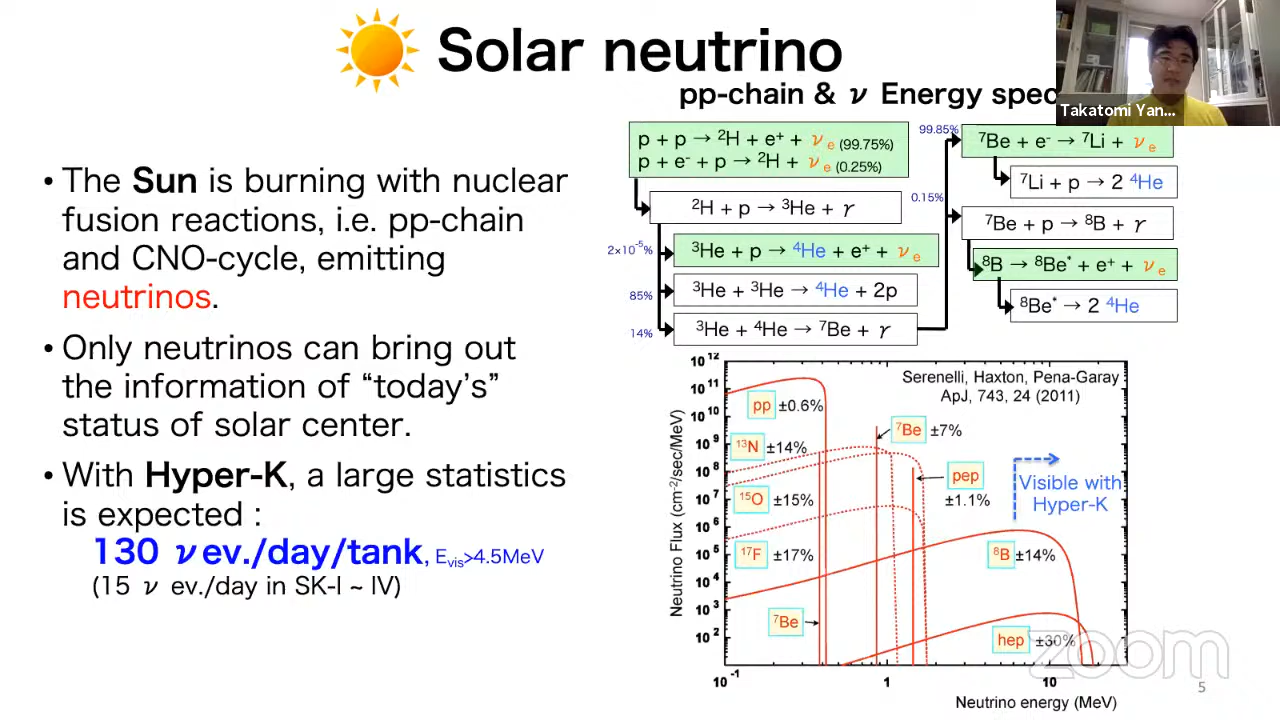 Solar neutrino
pp-chain & ν Energy spec
Takatomi Yan...
• The Sun is burning with nuclear
fusion reactions, i.e. pp-chain
and CNO-cycle, emitting
neutrinos.
• Only neutrinos can bring out
the information of “today’s”
status of solar center.
• With Hyper-K, a large statistics
is expected :
130 ν ev./day/tank, Evis>4.5MeV
(15 ν ev./day in SK-I ~ IV)
p + p → ²H + e⁺ + νe (99.75%)
p + e⁻ + p → ²H + νe (0.25%)
²H + p → ³He + γ
2×10⁻⁵%
³He + p → ⁴He + e⁺ + νe
85%
³He + ³He → ⁴He + 2p
14%
³He + ⁴He → ⁷Be + γ
99.85%
⁷Be + e⁻ → ⁷Li + νe
⁷Li + p → 2 ⁴He
0.15%
⁷Be + p → ⁸B + γ
⁸B → ⁸Be* + e⁺ + νe
⁸Be* → 2 ⁴He
Serenelli, Haxton, Pena-Garay
ApJ, 743, 24 (2011)
Neutrino Flux (cm⁻²/sec/MeV)
10¹²
10¹¹
10¹⁰
10⁹
10⁸
10⁷
10⁶
10⁵
10⁴
10³
10²
pp ±0.6%
¹³N ±14%
¹⁵O ±15%
¹⁷F ±17%
⁷Be
⁷Be ±7%
pep
±1.1%
Visible with
Hyper-K
⁸B ±14%
hep ±30%
10⁻¹
1
10
Neutrino energy (MeV)
zoom
5